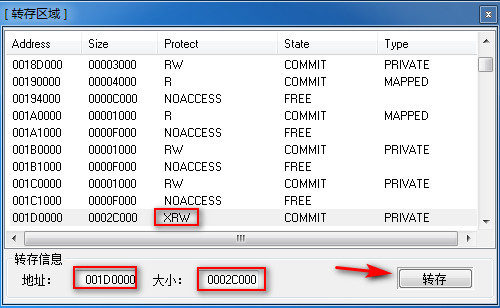 [ 转存区域 ]
Address Size Protect State Type
0018D000 00003000 RW COMMIT PRIVATE
00190000 00004000 R COMMIT MAPPED
00194000 0000C000 NOACCESS FREE
001A0000 00001000 R COMMIT MAPPED
001A1000 0000F000 NOACCESS FREE
001B0000 00001000 RW COMMIT PRIVATE
001B1000 0000F000 NOACCESS FREE
001C0000 00001000 RW COMMIT PRIVATE
001C1000 0000F000 NOACCESS FREE
001D0000 0002C000 XRW COMMIT PRIVATE
转存信息
地址： 001D0000 大小： 0002C000 转存